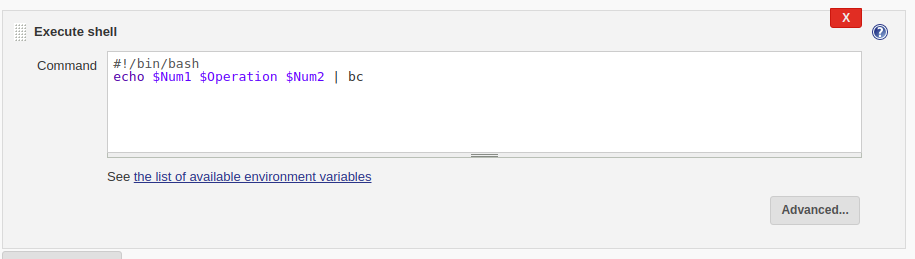 X
Execute shell
?
Command
#!/bin/bash
echo $Num1 $Operation $Num2 | bc
See the list of available environment variables
Advanced...